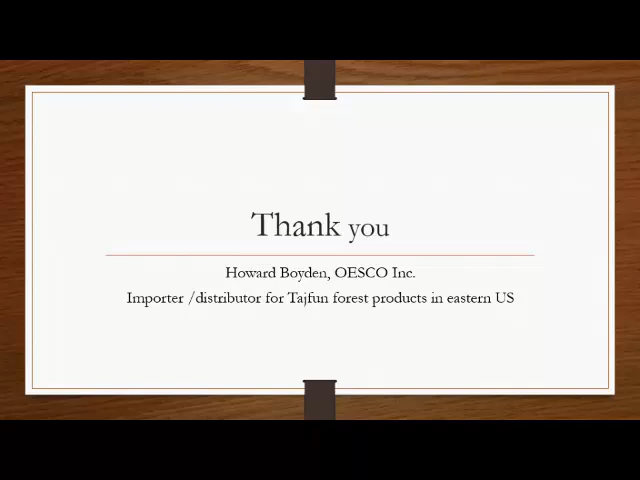 Thank you
Howard Boyden, OESCO Inc.
Importer /distributor for Tajfun forest products in eastern US